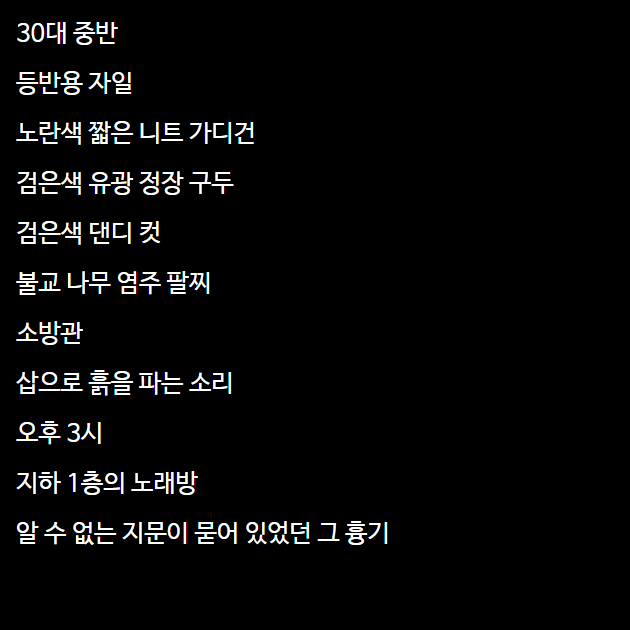 30대 중반
등반용 자일
노란색 짧은 니트 가디건
검은색 유광 정장 구두
검은색 댄디 컷
불교 나무 염주 팔찌
소방관
삽으로 흙을 파는 소리
오후 3시
지하 1층의 노래방
알 수 없는 지문이 묻어 있었던 그 흉기